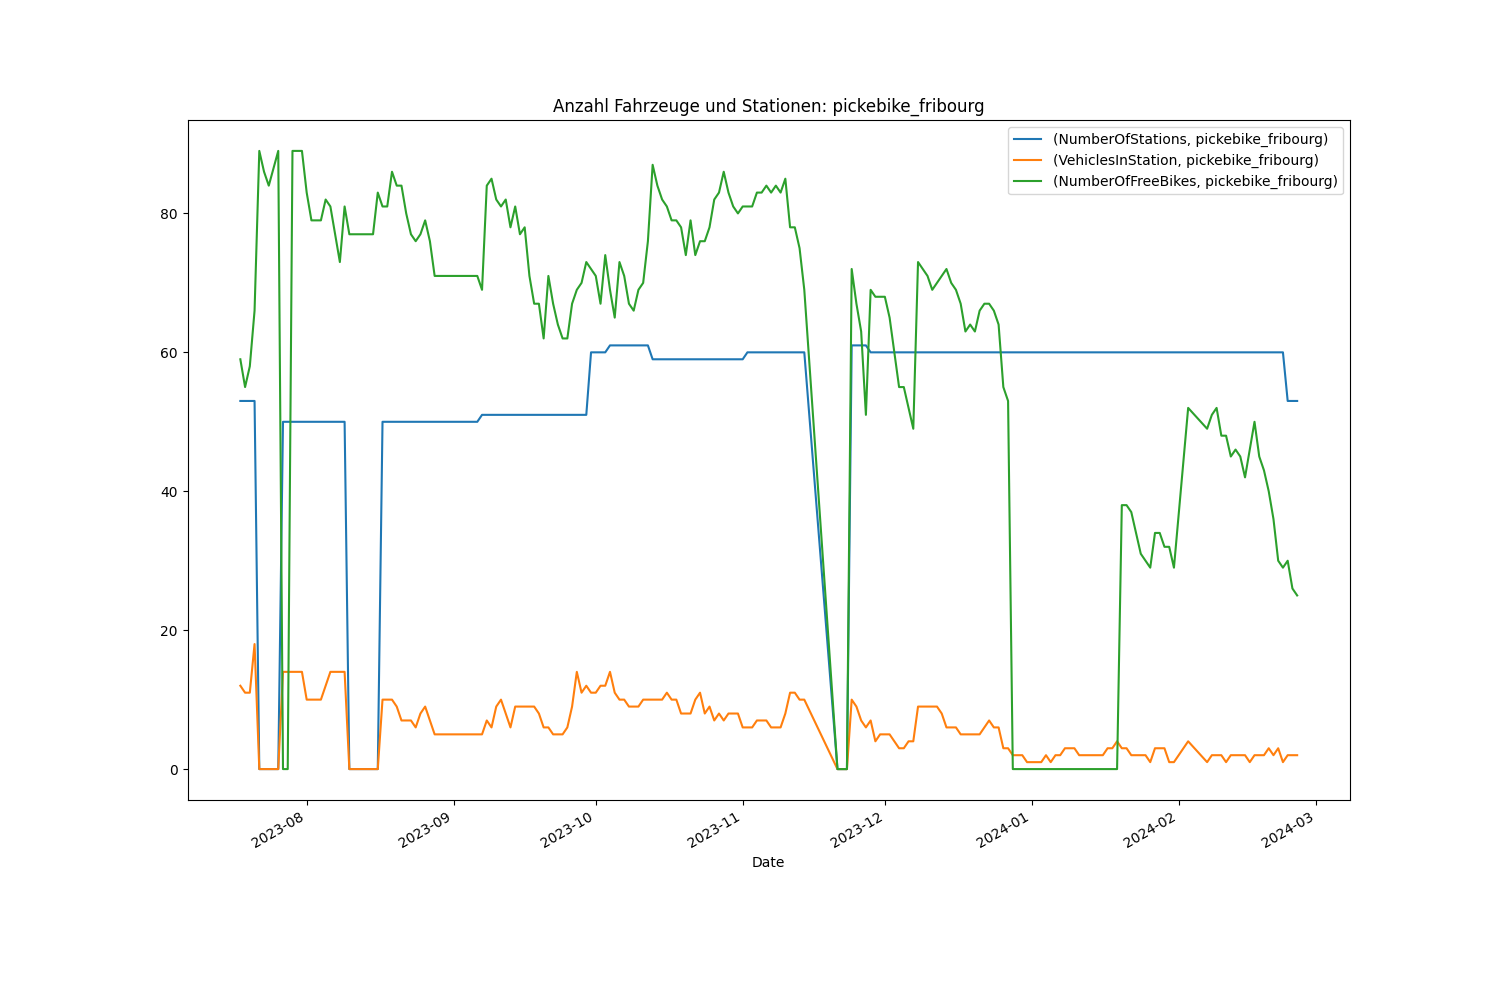 Anzahl Fahrzeuge und Stationen: pickebike_fribourg
(NumberOfStations, pickebike_fribourg)
(VehiclesInStation, pickebike_fribourg)
(NumberOfFreeBikes, pickebike_fribourg)
80
60
40
20
0
2023-08
2023-09
2023-10
2023-11
2023-12
2024-01
2024-02
2024-03
Date